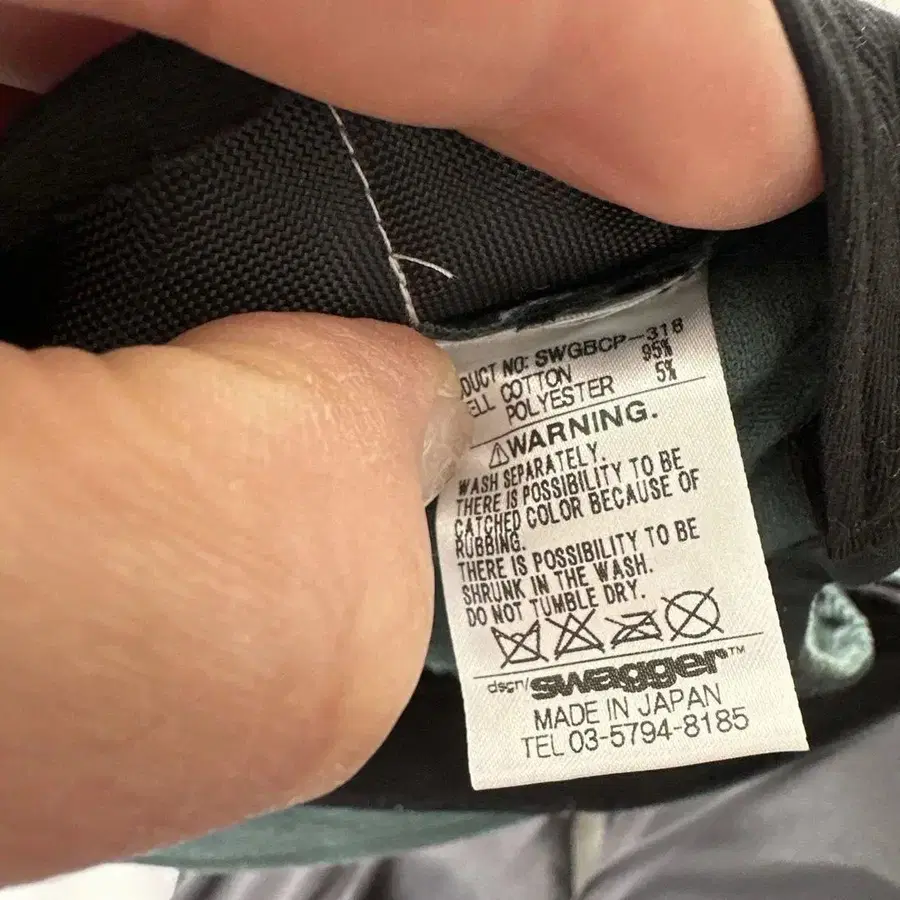 DUCT NO: SWGBCP-318
ELL COTTON 95%
POLYESTER 5%
⚠WARNING.
WASH SEPARATELY.
THERE IS POSSIBILITY TO BE
CATCHED COLOR BECAUSE OF
RUBBING.
THERE IS POSSIBILITY TO BE
SHRUNK IN THE WASH.
DO NOT TUMBLE DRY.
dscn/swagger™
MADE IN JAPAN
TEL 03-5794-8185